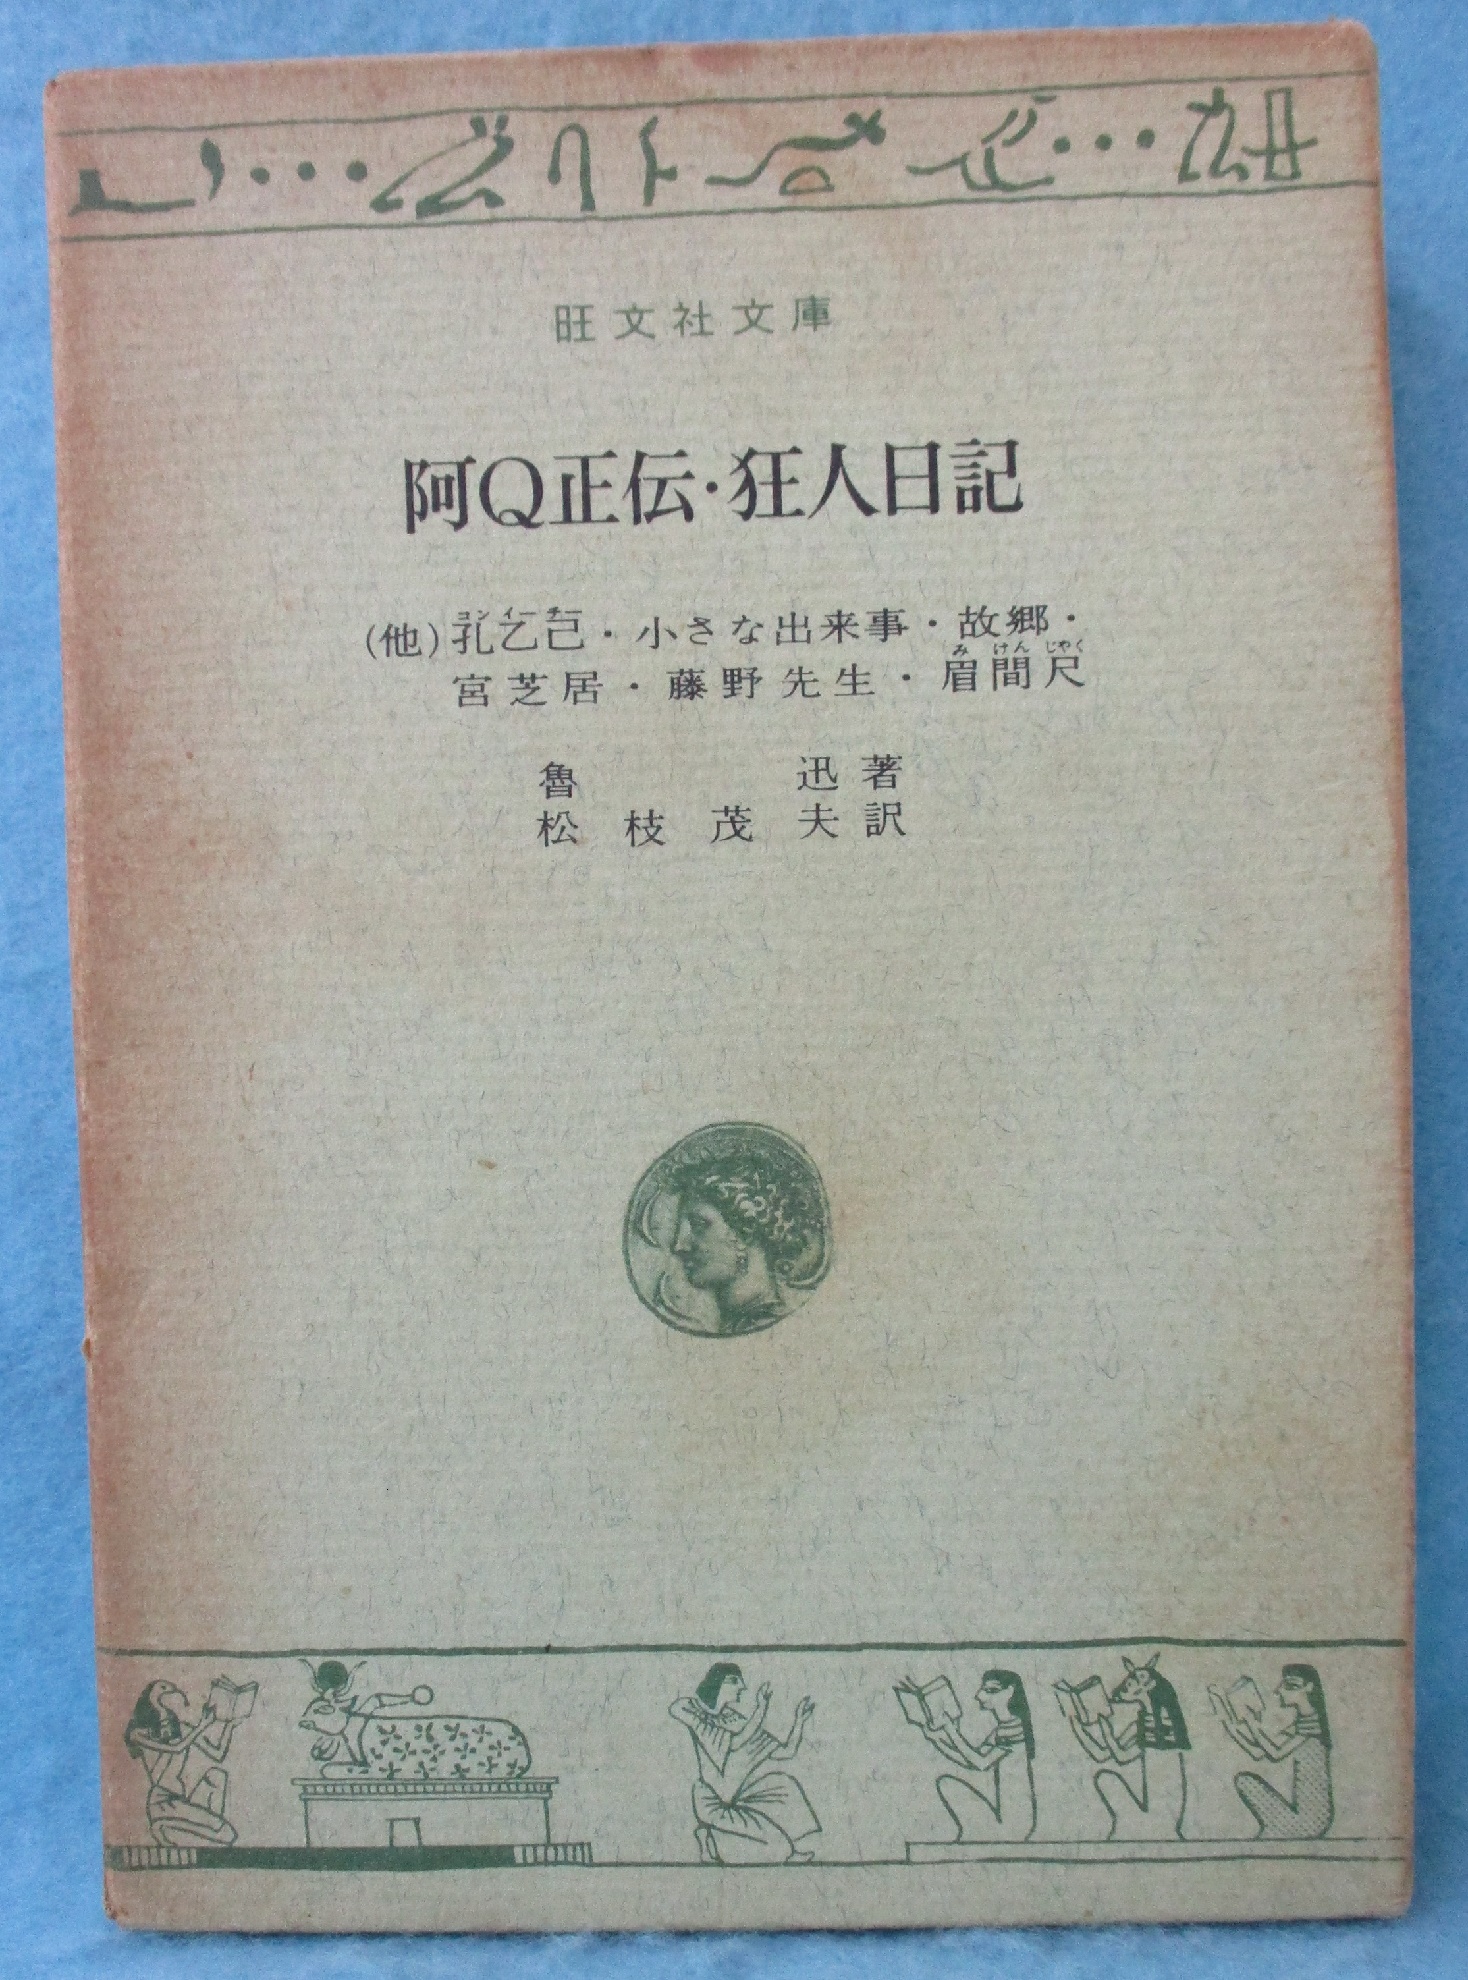 旺文社文庫
阿Q正伝・狂人日記
(他)孔乙己・小さな出来事・故郷・
宮芝居・藤野先生・眉間尺
魯迅著
松枝茂夫訳